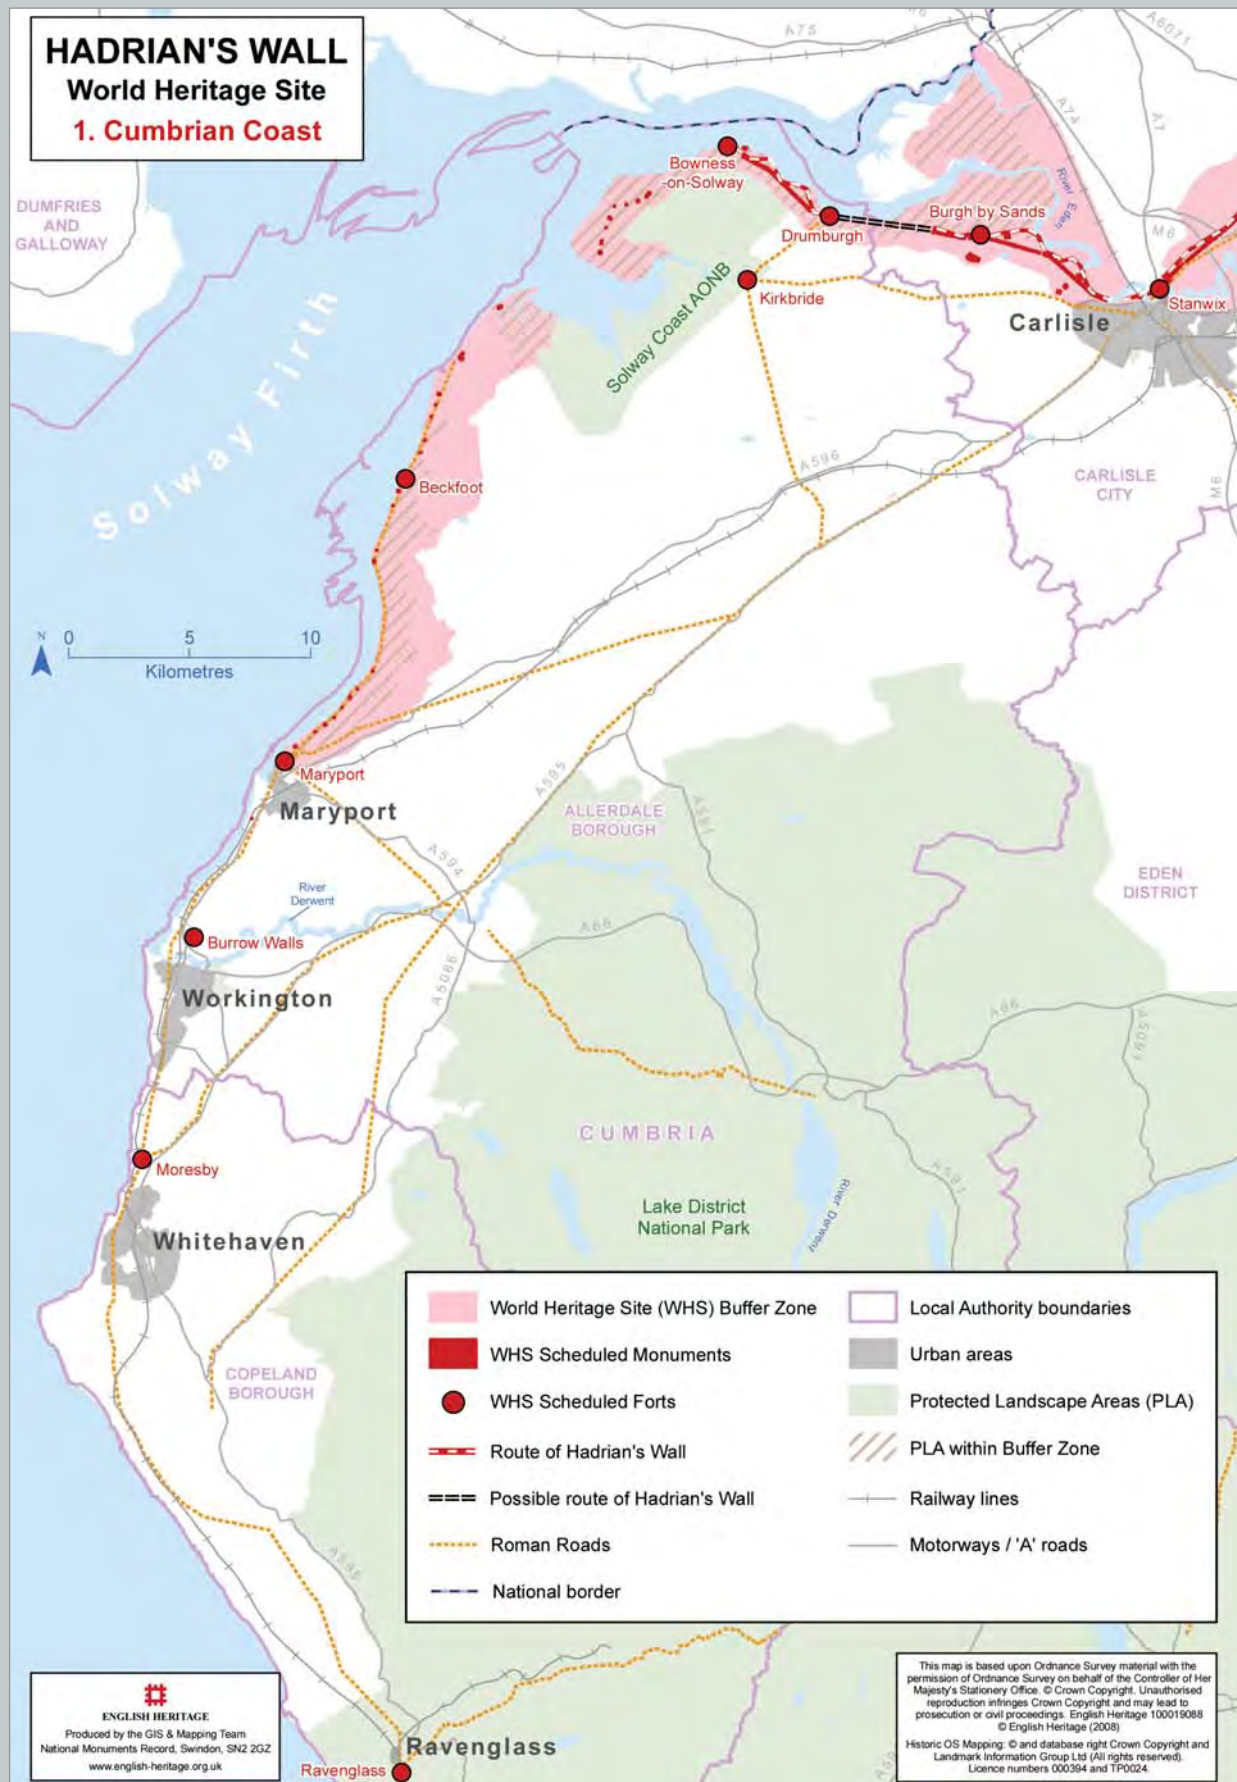 HADRIAN'S WALL
World Heritage Site
1. Cumbrian Coast
A75
A6071
A74
A7
DUMFRIES
AND
GALLOWAY
Bowness
-on-Solway
River Eden
Burgh by Sands
M6
Drumburgh
Stanwix
Kirkbride
Carlisle
Solway Coast AONB
Solway Firth
Beckfoot
A596
CARLISLE
CITY
M6
N 0 5 10
Kilometres
Maryport
Maryport
A595
ALLERDALE
BOROUGH
A591
A594
EDEN
DISTRICT
River
Derwent
A66
Burrow Walls
A5086
Workington
A66
A5091
CUMBRIA
Moresby
A591
Lake District
National Park
River Derwent
Whitehaven
COPELAND
BOROUGH
World Heritage Site (WHS) Buffer Zone
WHS Scheduled Monuments
WHS Scheduled Forts
Route of Hadrian's Wall
Possible route of Hadrian's Wall
Roman Roads
National border
Local Authority boundaries
Urban areas
Protected Landscape Areas (PLA)
PLA within Buffer Zone
Railway lines
Motorways / 'A' roads
A595
Ravenglass
Ravenglass
ENGLISH HERITAGE
Produced by the GIS & Mapping Team
National Monuments Record, Swindon, SN2 2GZ
www.english-heritage.org.uk
This map is based upon Ordnance Survey material with the
permission of Ordnance Survey on behalf of the Controller of Her
Majesty's Stationery Office. © Crown Copyright. Unauthorised
reproduction infringes Crown Copyright and may lead to
prosecution or civil proceedings. English Heritage 100019088
© English Heritage (2008)
Historic OS Mapping: © and database right Crown Copyright and
Landmark Information Group Ltd (All rights reserved).
Licence numbers 000394 and TP0024.